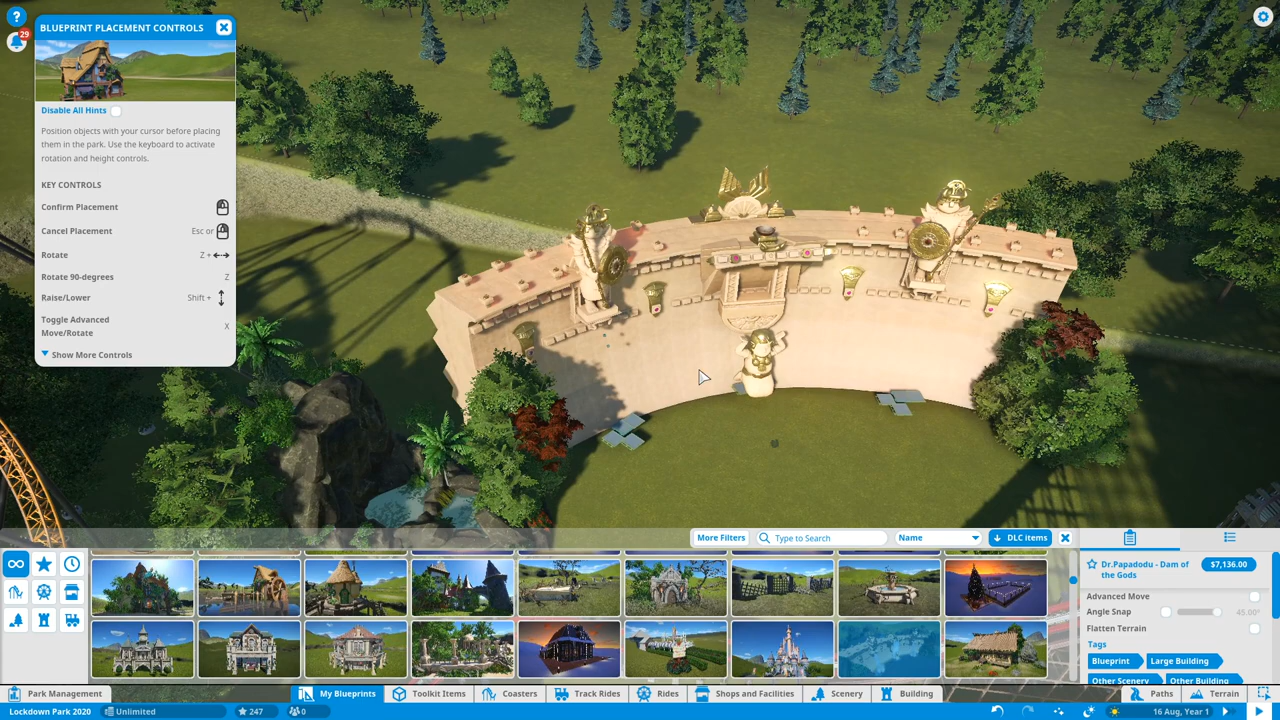 ?
29
BLUEPRINT PLACEMENT CONTROLS
Disable All Hints
Position objects with your cursor before placing
them in the park. Use the keyboard to activate
rotation and height controls.
KEY CONTROLS
Confirm Placement
Cancel Placement Esc or
Rotate Z +
Rotate 90-degrees Z
Raise/Lower Shift +
Toggle Advanced
Move/Rotate X
Show More Controls
More Filters
Type to Search
Name
DLC items
Dr.Papadodu - Dam of
the Gods
$7,136.00
Advanced Move
Angle Snap 45.00°
Flatten Terrain
Tags
Blueprint
Large Building
Other Scenery
Other Building
Park Management
My Blueprints
Toolkit Items
Coasters
Track Rides
Rides
Shops and Facilities
Scenery
Building
Paths
Terrain
Lockdown Park 2020
Unlimited
247
0
16 Aug, Year 1